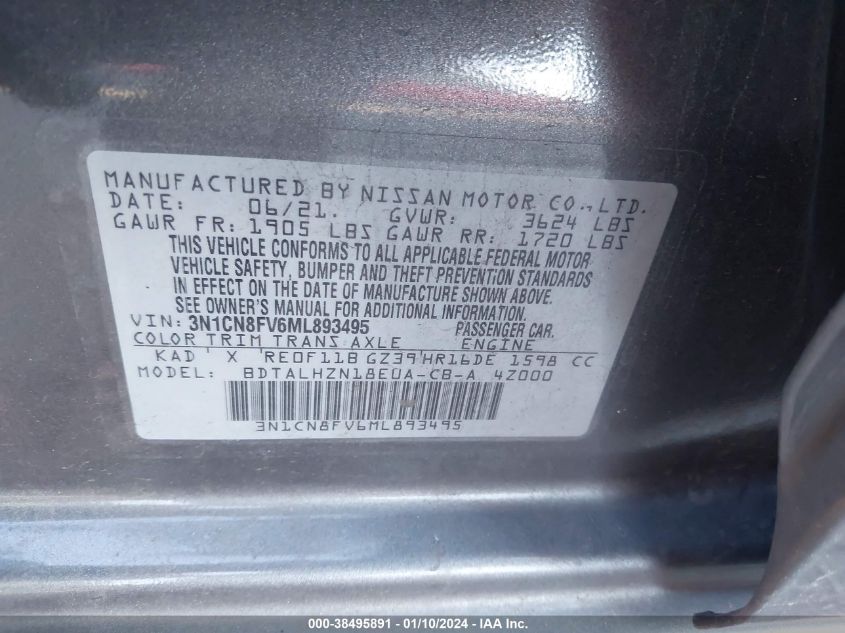 MANUFACTURED BY NISSAN MOTOR CO.,LTD.
DATE: 06/21. GVWR: 3624 LBS
GAWR FR: 1905 LBS GAWR RR: 1720 LBS
THIS VEHICLE CONFORMS TO ALL APPLICABLE FEDERAL MOTOR
VEHICLE SAFETY, BUMPER AND THEFT PREVENTION STANDARDS
IN EFFECT ON THE DATE OF MANUFACTURE SHOWN ABOVE.
SEE OWNER'S MANUAL FOR ADDITIONAL INFORMATION.
VIN: 3N1CN8FV6ML893495 PASSENGER CAR.
COLOR TRIM TRANS AXLE ENGINE
KAD X RE0F11B GZ39 HR16DE 1598 CC
MODEL: BDTALHZN18EUA-CB-A 4Z000
3N1CN8FV6ML893495
000-38495891 - 01/10/2024 - IAA Inc.